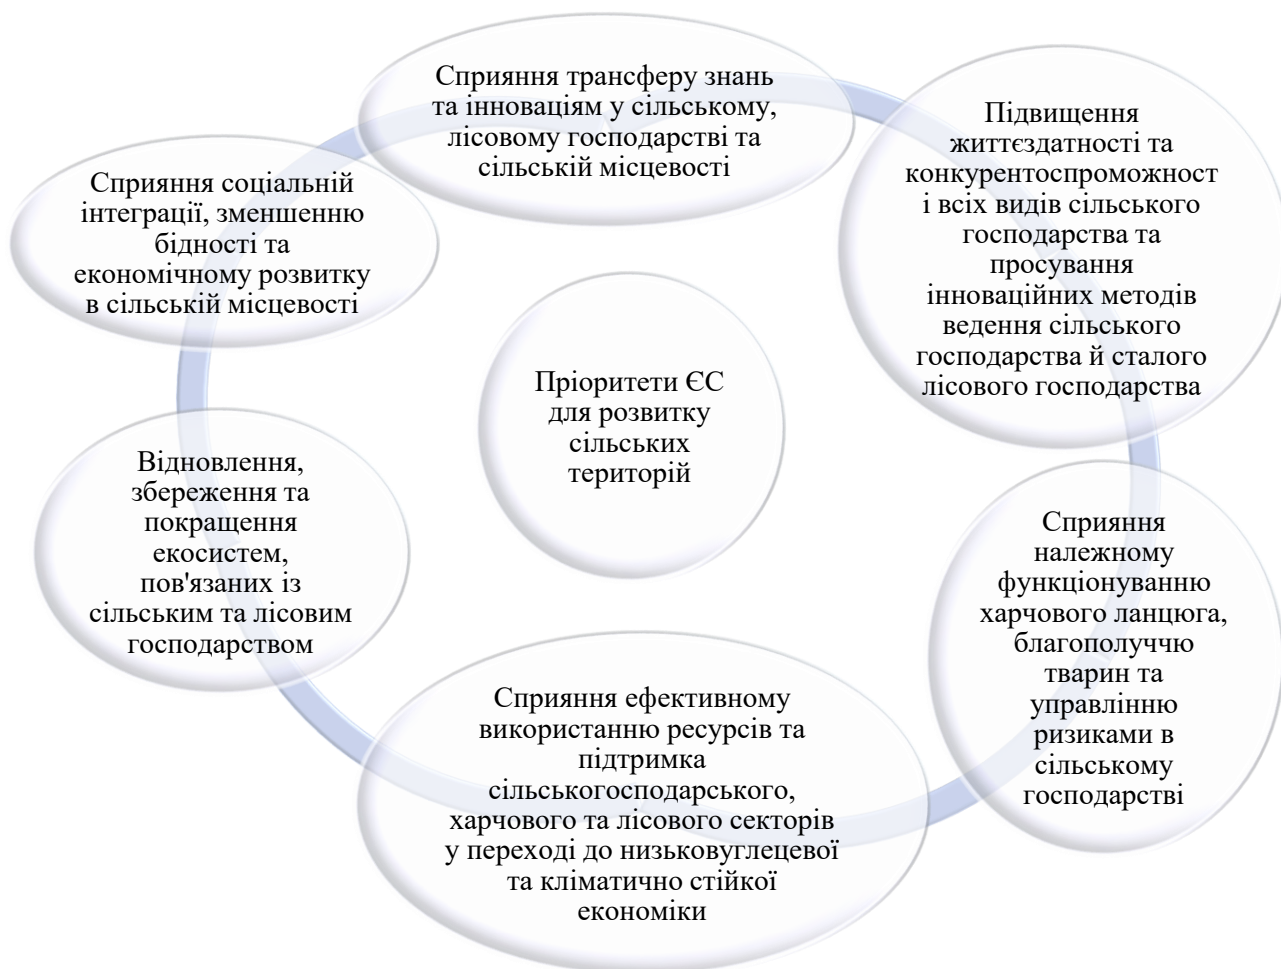 Сприяння трансферу знань
та інноваціям у сільському,
лісовому господарстві та
сільській місцевості
Підвищення
життєздатності та
конкурентоспроможност
і всіх видів сільського
господарства та
просування
інноваційних методів
ведення сільського
господарства й сталого
лісового господарства
Сприяння
належному
функціонуванню
харчового ланцюга,
благополуччю
тварин та
управлінню
ризиками в
сільському
господарстві
Сприяння ефективному
використанню ресурсів та
підтримка
сільськогосподарського,
харчового та лісового секторів
у переході до низьковуглецевої
та кліматично стійкої
економіки
Відновлення,
збереження та
покращення
екосистем,
пов'язаних із
сільським та лісовим
господарством
Сприяння соціальній
інтеграції, зменшенню
бідності та
економічному розвитку
в сільській місцевості
Пріоритети ЄС
для розвитку
сільських
територій